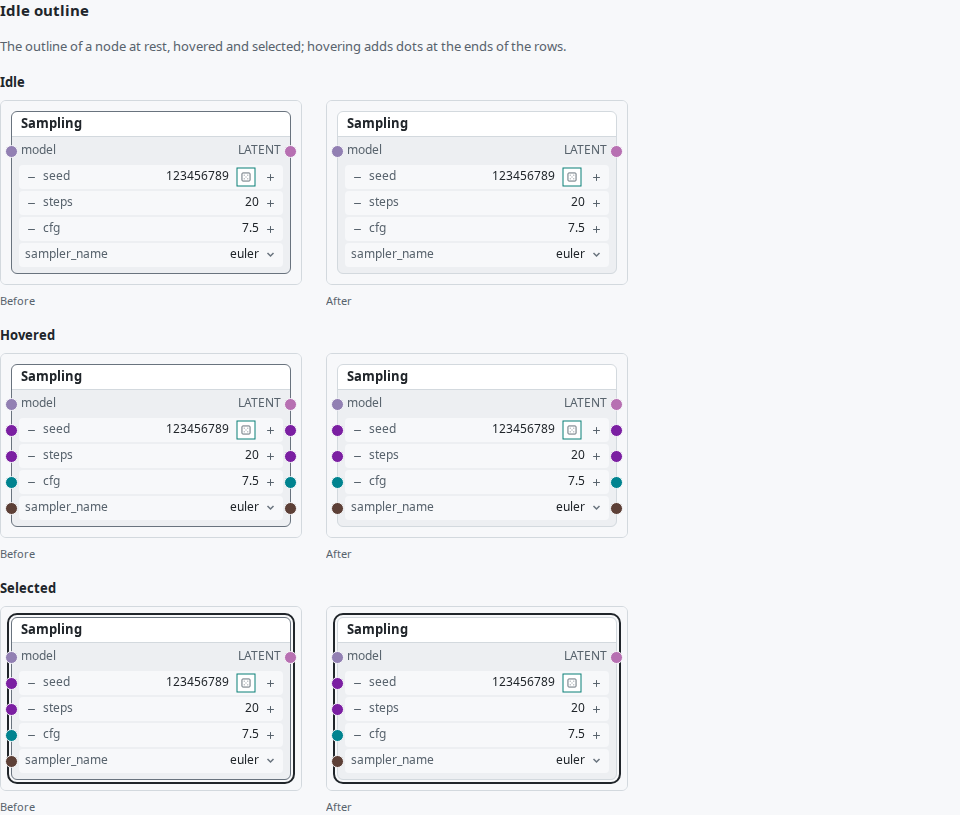 Idle outline
The outline of a node at rest, hovered and selected; hovering adds dots at the ends of the rows.
Idle
Sampling
model LATENT
– seed 123456789 +
– steps 20 +
– cfg 7.5 +
sampler_name euler
Before
Sampling
model LATENT
– seed 123456789 +
– steps 20 +
– cfg 7.5 +
sampler_name euler
After
Hovered
Sampling
model LATENT
– seed 123456789 +
– steps 20 +
– cfg 7.5 +
sampler_name euler
Before
Sampling
model LATENT
– seed 123456789 +
– steps 20 +
– cfg 7.5 +
sampler_name euler
After
Selected
Sampling
model LATENT
– seed 123456789 +
– steps 20 +
– cfg 7.5 +
sampler_name euler
Before
Sampling
model LATENT
– seed 123456789 +
– steps 20 +
– cfg 7.5 +
sampler_name euler
After